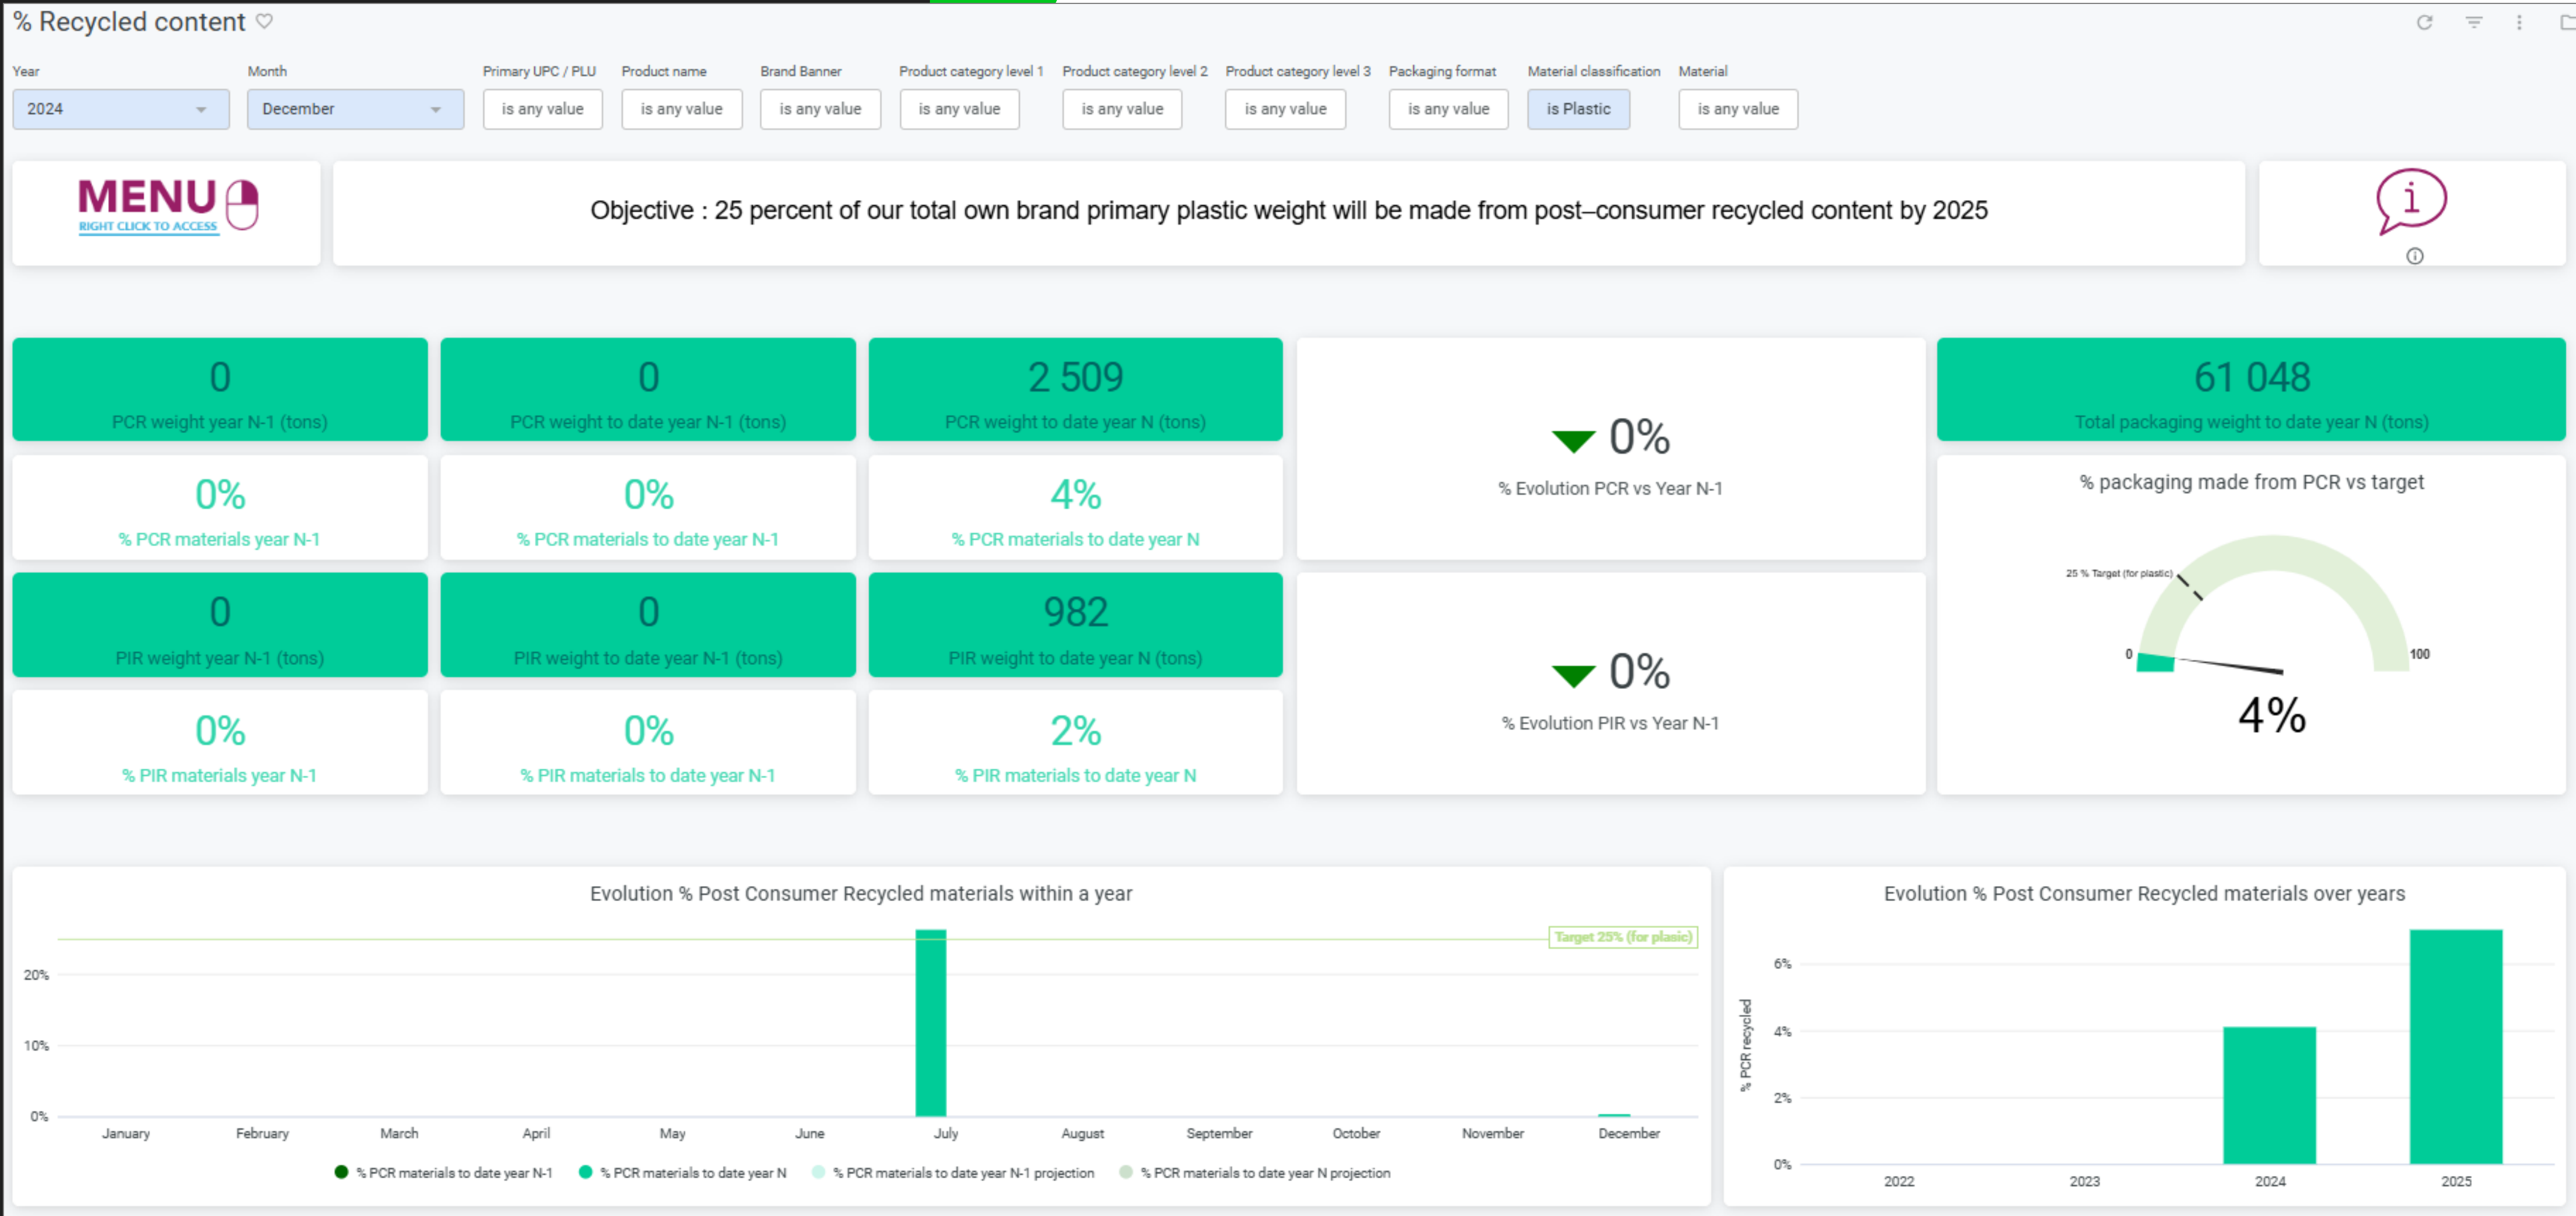 % Recycled content
Year
Month
Primary UPC / PLU
Product name
Brand Banner
Product category level 1
Product category level 2
Product category level 3
Packaging format
Material classification
Material
2024
December
is any value
is any value
is any value
is any value
is any value
is any value
is any value
is Plastic
is any value
MENU
RIGHT CLICK TO ACCESS
Objective : 25 percent of our total own brand primary plastic weight will be made from post–consumer recycled content by 2025
i
0
PCR weight year N-1 (tons)
0
PCR weight to date year N-1 (tons)
2 509
PCR weight to date year N (tons)
0%
% Evolution PCR vs Year N-1
61 048
Total packaging weight to date year N (tons)
0%
% PCR materials year N-1
0%
% PCR materials to date year N-1
4%
% PCR materials to date year N
% packaging made from PCR vs target
25 % Target (for plastic)
0
100
4%
0
PIR weight year N-1 (tons)
0
PIR weight to date year N-1 (tons)
982
PIR weight to date year N (tons)
0%
% Evolution PIR vs Year N-1
0%
% PIR materials year N-1
0%
% PIR materials to date year N-1
2%
% PIR materials to date year N
Evolution % Post Consumer Recycled materials within a year
Target 25% (for plasic)
20%
10%
0%
January
February
March
April
May
June
July
August
September
October
November
December
% PCR materials to date year N-1
% PCR materials to date year N
% PCR materials to date year N-1 projection
% PCR materials to date year N projection
Evolution % Post Consumer Recycled materials over years
% PCR recycled
6%
4%
2%
0%
2022
2023
2024
2025